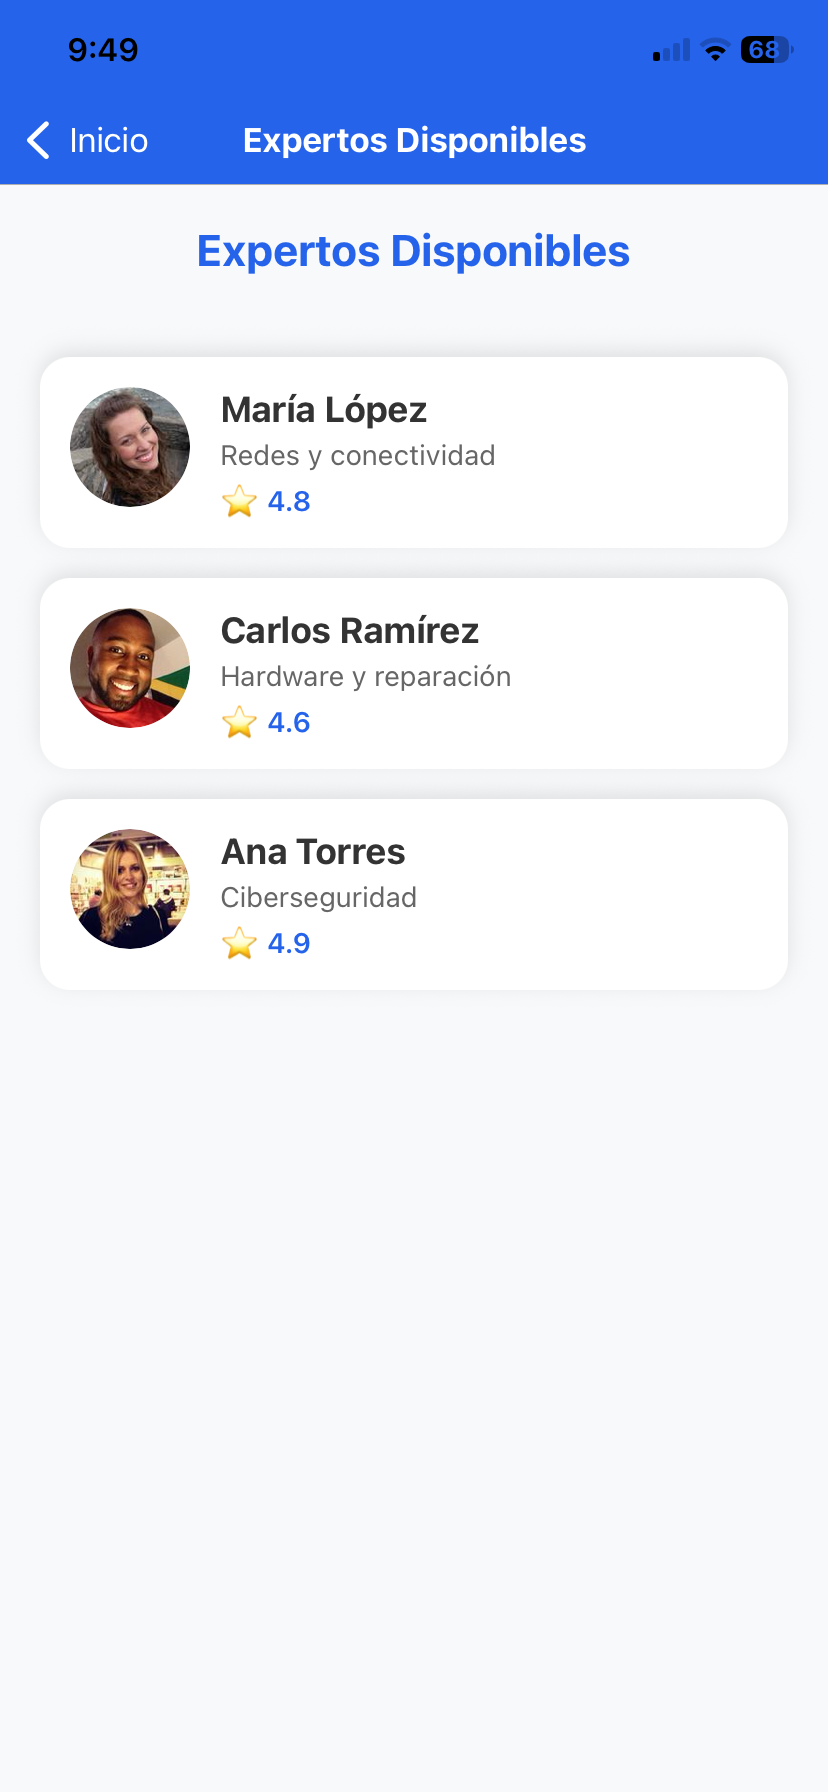 9:49
68
Inicio
Expertos Disponibles
Expertos Disponibles
María López
Redes y conectividad
⭐ 4.8
Carlos Ramírez
Hardware y reparación
⭐ 4.6
Ana Torres
Ciberseguridad
⭐ 4.9